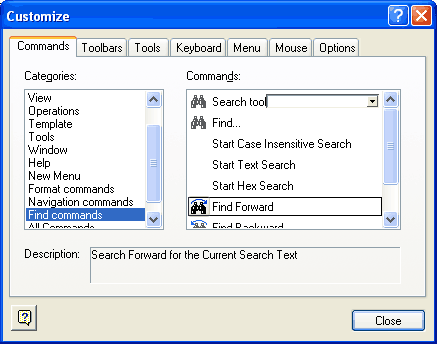 Customize
Commands Toolbars Tools Keyboard Menu Mouse Options
Categories:
View
Operations
Template
Tools
Window
Help
New Menu
Format commands
Navigation commands
Find commands
All Commands
Commands:
Search tool
Find...
Start Case Insensitive Search
Start Text Search
Start Hex Search
Find Forward
Find Backward
Description:
Search Forward for the Current Search Text
Close